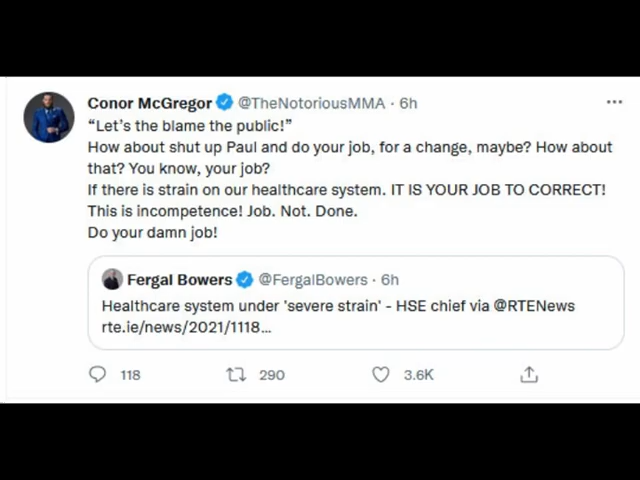 Conor McGregor @TheNotoriousMMA · 6h
“Let’s the blame the public!”
How about shut up Paul and do your job, for a change, maybe? How about
that? You know, your job?
If there is strain on our healthcare system. IT IS YOUR JOB TO CORRECT!
This is incompetence! Job. Not. Done.
Do your damn job!
Fergal Bowers @FergalBowers · 6h
Healthcare system under 'severe strain' - HSE chief via @RTENews
rte.ie/news/2021/1118...
118 290 3.6K